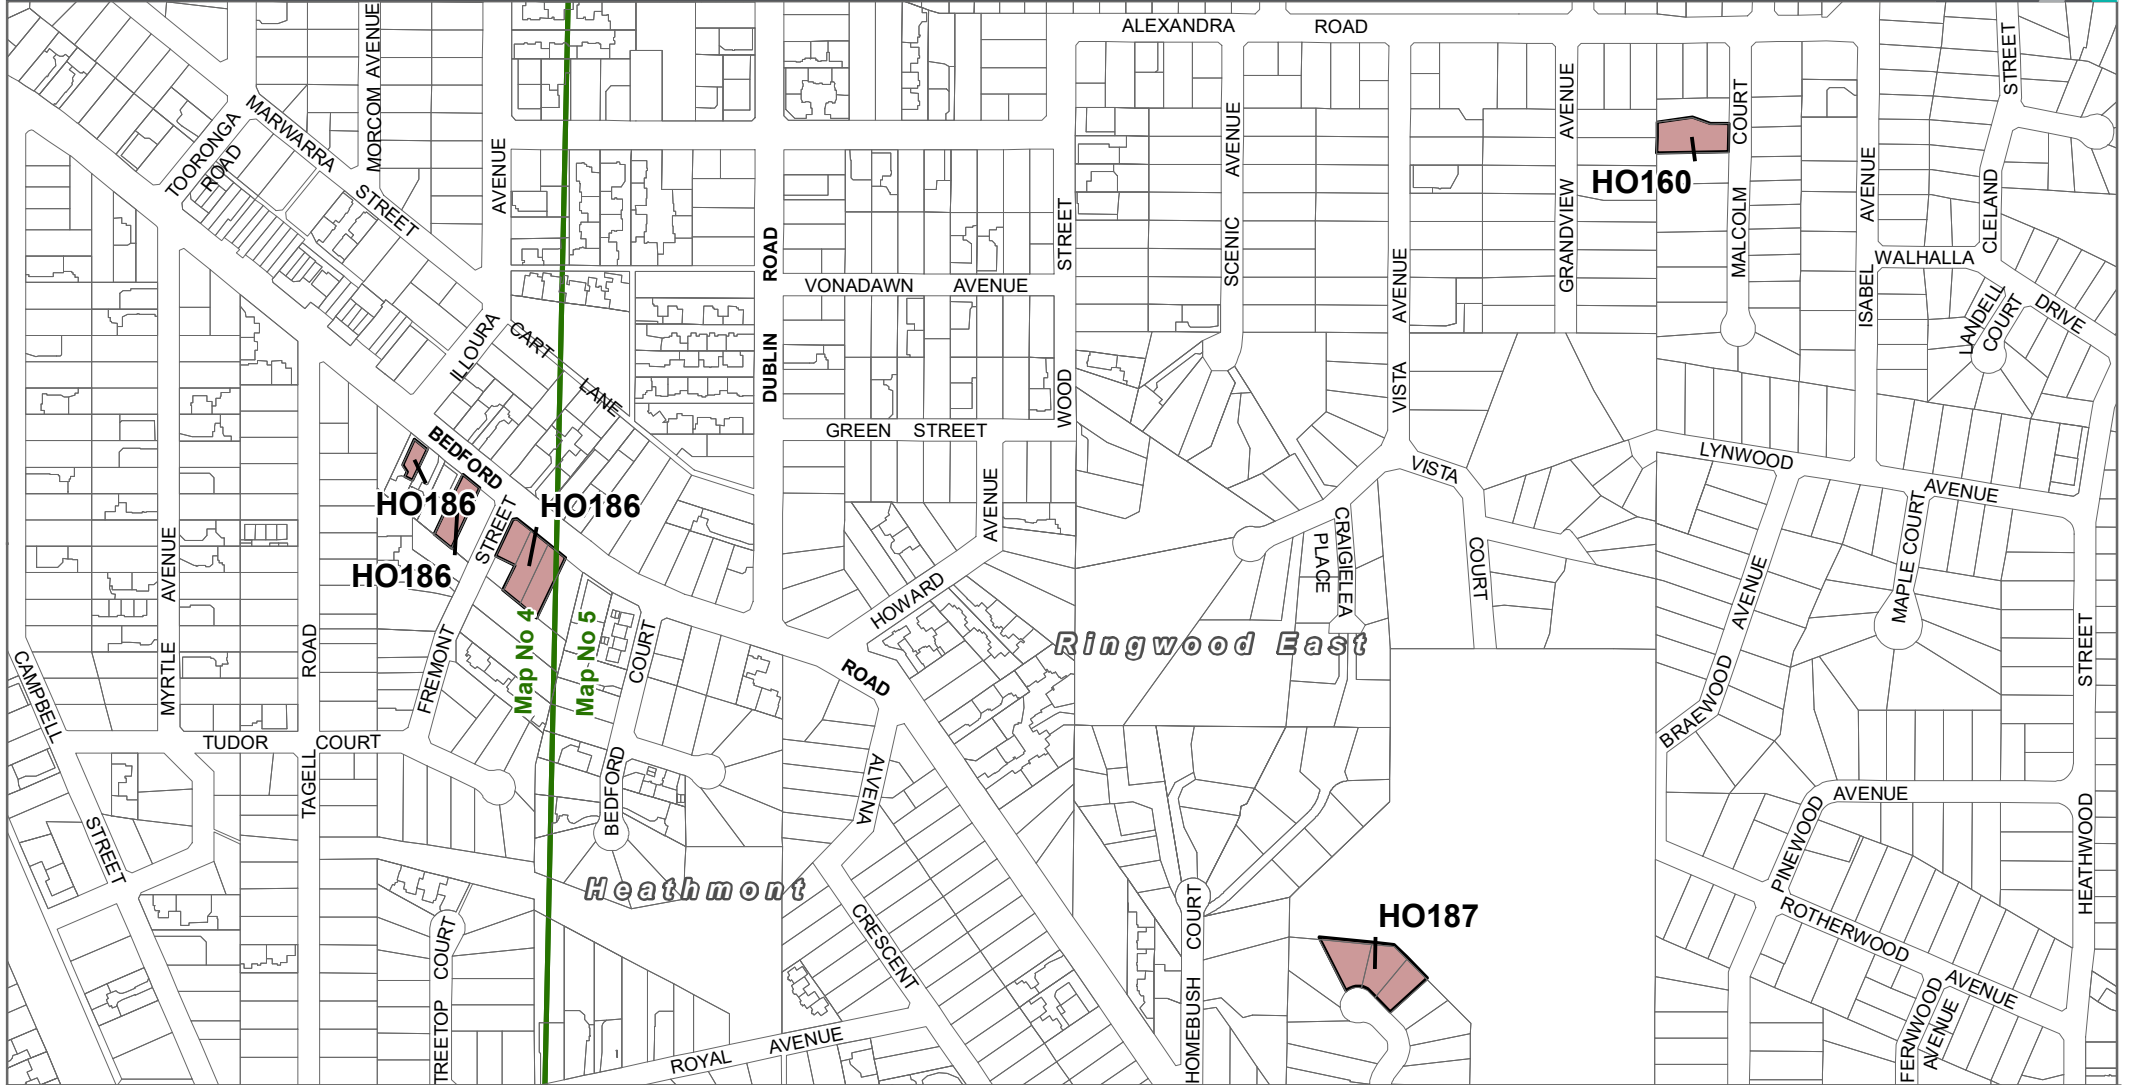 ALEXANDRA ROAD
MORCOM AVENUE
STREET
MARWARRA
STREET
TOORONGA
ROAD
AVENUE
ILLOURA
AVENUE
SCENIC
AVENUE
GRANDVIEW
COURT
MALCOLM
HO160
AVENUE
ISABEL
CLELAND
WALHALLA
DRIVE
LANDELL
COURT
ROAD
DUBLIN
STREET
WOOD
VONADAWN AVENUE
AVENUE
VISTA
CART
LANE
GREEN STREET
BEDFORD
HO186
HO186
HO186
STREET
FREMONT
AVENUE
HOWARD
VISTA
COURT
CRAIGIELEA
PLACE
LYNWOOD
AVENUE
MAPLE COURT
AVENUE
BRAEWOOD
STREET
HEATHWOOD
AVENUE
MYRTLE
ROAD
TAGELL
CAMPBELL
STREET
TUDOR COURT
Map No 4
Map No 5
COURT
BEDFORD
Ringwood East
ROAD
ALVENA
CRESCENT
Heathmont
AVENUE
PINEWOOD
ROTHERWOOD
AVENUE
FERNWOOD
AVENUE
HO187
COURT
HOMEBUSH
COURT
TREETOP
ROYAL AVENUE